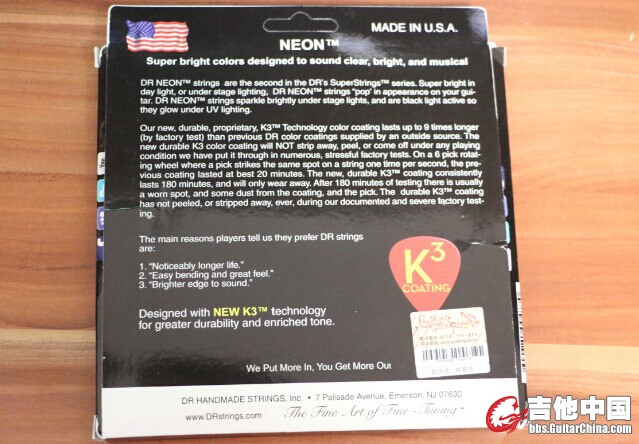 MADE IN U.S.A.
NEON™
Super bright colors designed to sound clear, bright, and musical
DR NEON™ strings are the second in the DR's SuperStrings™ series. Super bright in
day light, or under stage lighting, DR NEON™ strings "pop" in appearance on your gui-
tar. DR NEON™ strings sparkle brightly under stage lights, and are black light active so
they glow under UV lighting.
Our new, durable, proprietary, K3™ Technology color coating lasts up to 9 times longer
(by factory test) than previous DR color coatings supplied by an outside source. The
new durable K3 color coating will NOT strip away, peel, or come off under any playing
condition we have put it through in numerous, stressful factory tests. On a 6 pick rotat-
ing wheel where a pick strikes the same spot on a string one time per second, the pre-
vious coating lasted at best 20 minutes. The new, durable K3™ coating consistently
lasts 180 minutes, and will only wear away. After 180 minutes of testing there is usually
a worn spot, and some dust from the coating, and the pick. The durable K3™ coating
has not peeled, or stripped away, ever, during our documented and severe factory test-
ing.
The main reasons players tell us they prefer DR strings
are:
1. "Noticeably longer life."
2. "Easy bending and great feel."
3. "Brighter edge to sound."
K3
COATING
Designed with NEW K3™ technology
for greater durability and enriched tone.
We Put More In, You Get More Out
DR HANDMADE STRINGS, Inc. • 7 Palisade Avenue, Emerson, NJ 07630
www.DRstrings.com
The Fine Art of Fine-Tuning™
吉他中国
bbs.GuitarChina.com